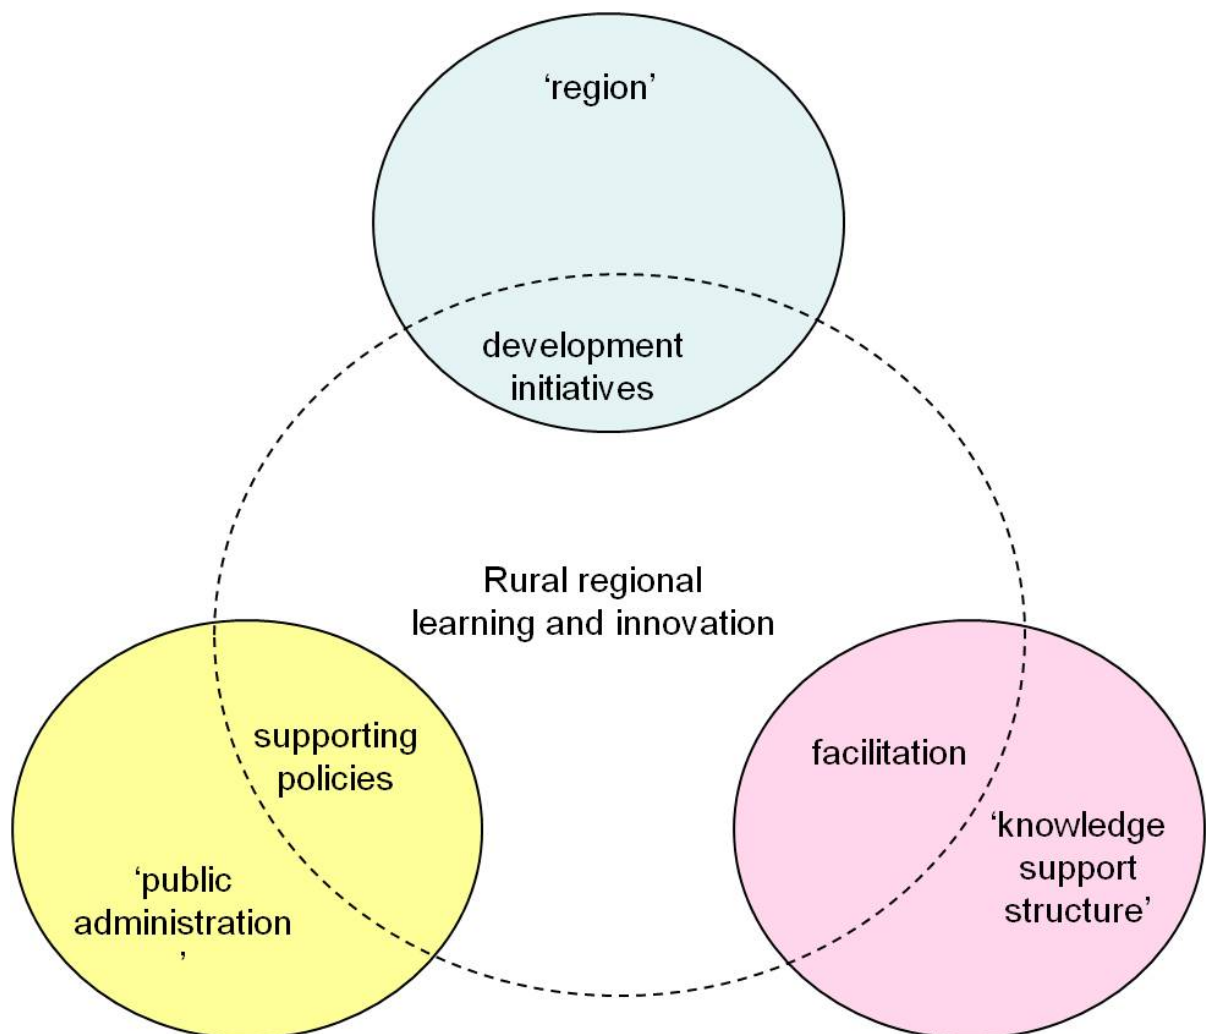 ‘region’
development
initiatives
Rural regional
learning and innovation
supporting
policies
facilitation
‘public
administration
’
‘knowledge
support
structure’